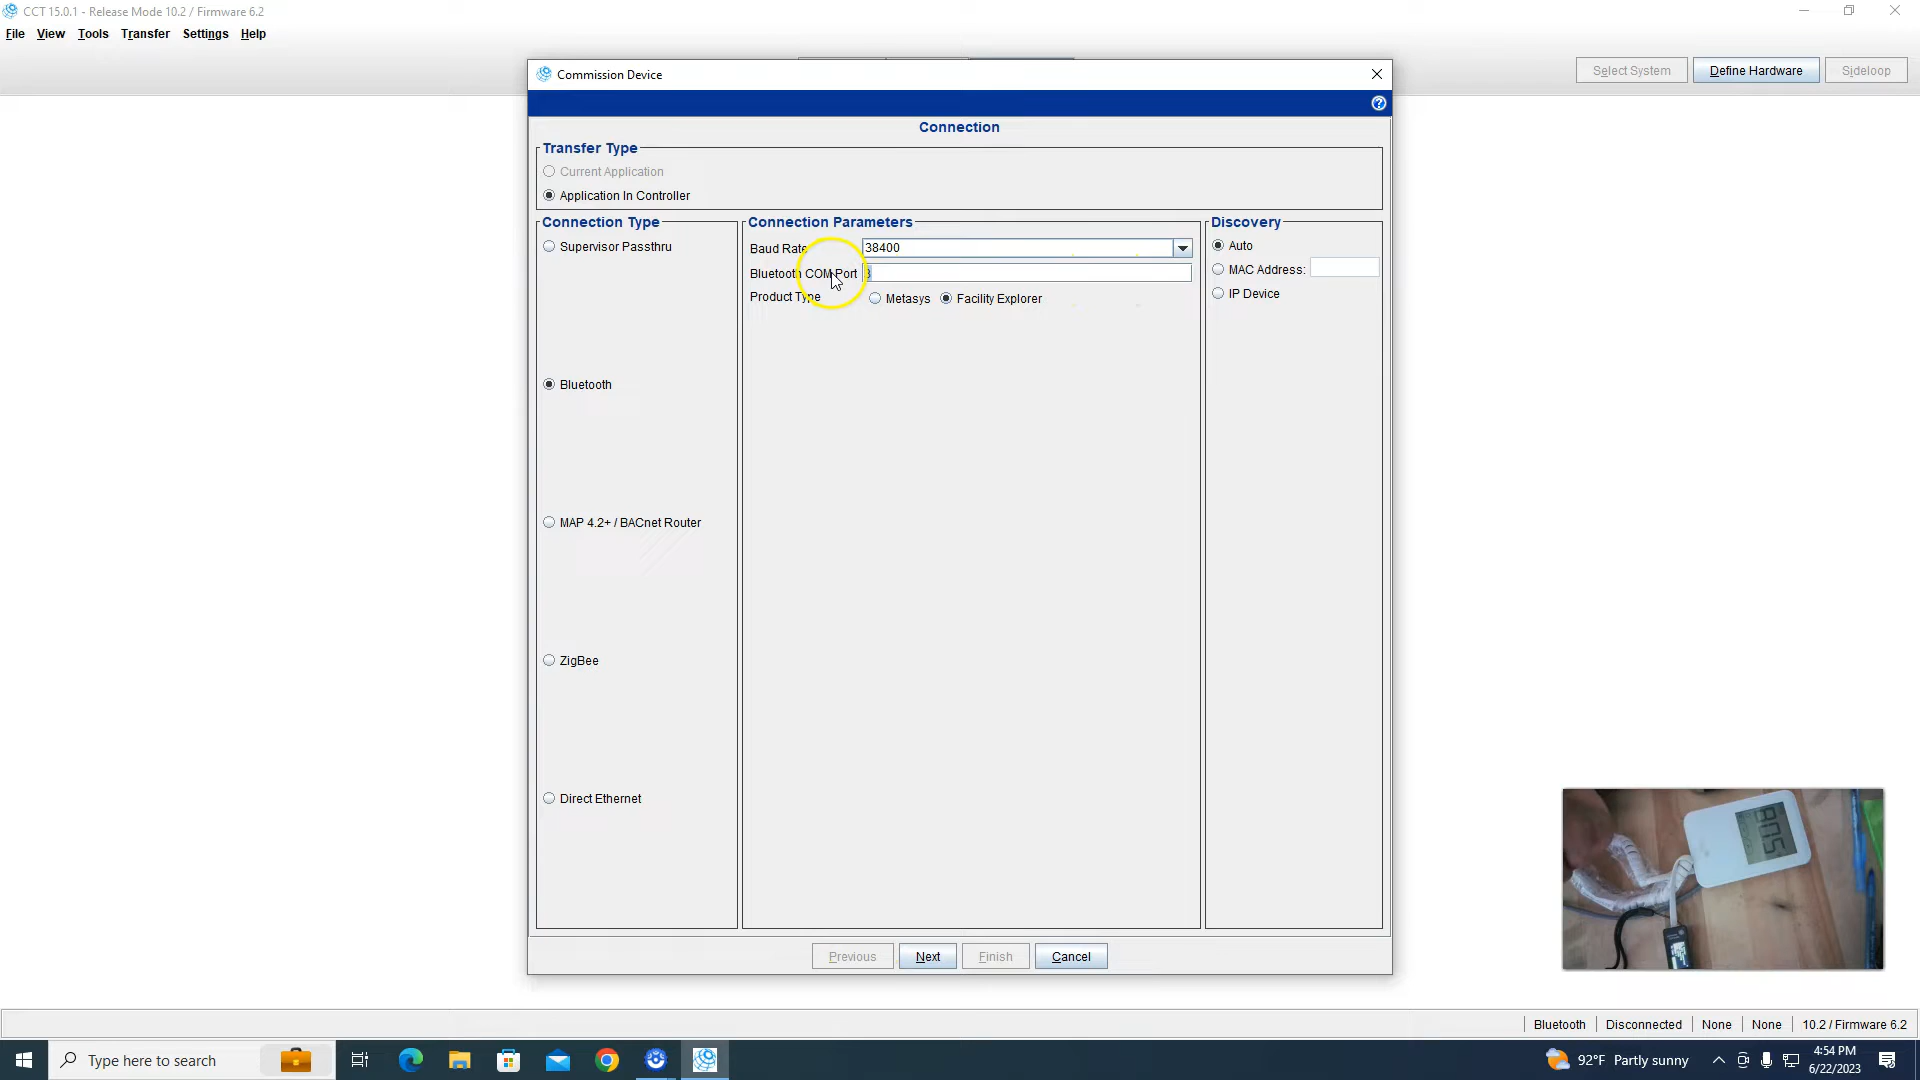 CCT 15.0.1 - Release Mode 10.2 / Firmware 6.2
File View Tools Transfer Settings Help
Select System Define Hardware Sideloop
Commission Device
Connection
Transfer Type
Current Application
Application In Controller
Connection Type
Supervisor Passthru
Bluetooth
MAP 4.2+ / BACnet Router
ZigBee
Direct Ethernet
Connection Parameters
Baud Rate 38400
Bluetooth COM Port 3
Product Type Metasys Facility Explorer
Discovery
Auto
MAC Address:
IP Device
Previous Next Finish Cancel
Bluetooth Disconnected None None 10.2 / Firmware 6.2
Type here to search
92°F Partly sunny
4:54 PM
6/22/2023